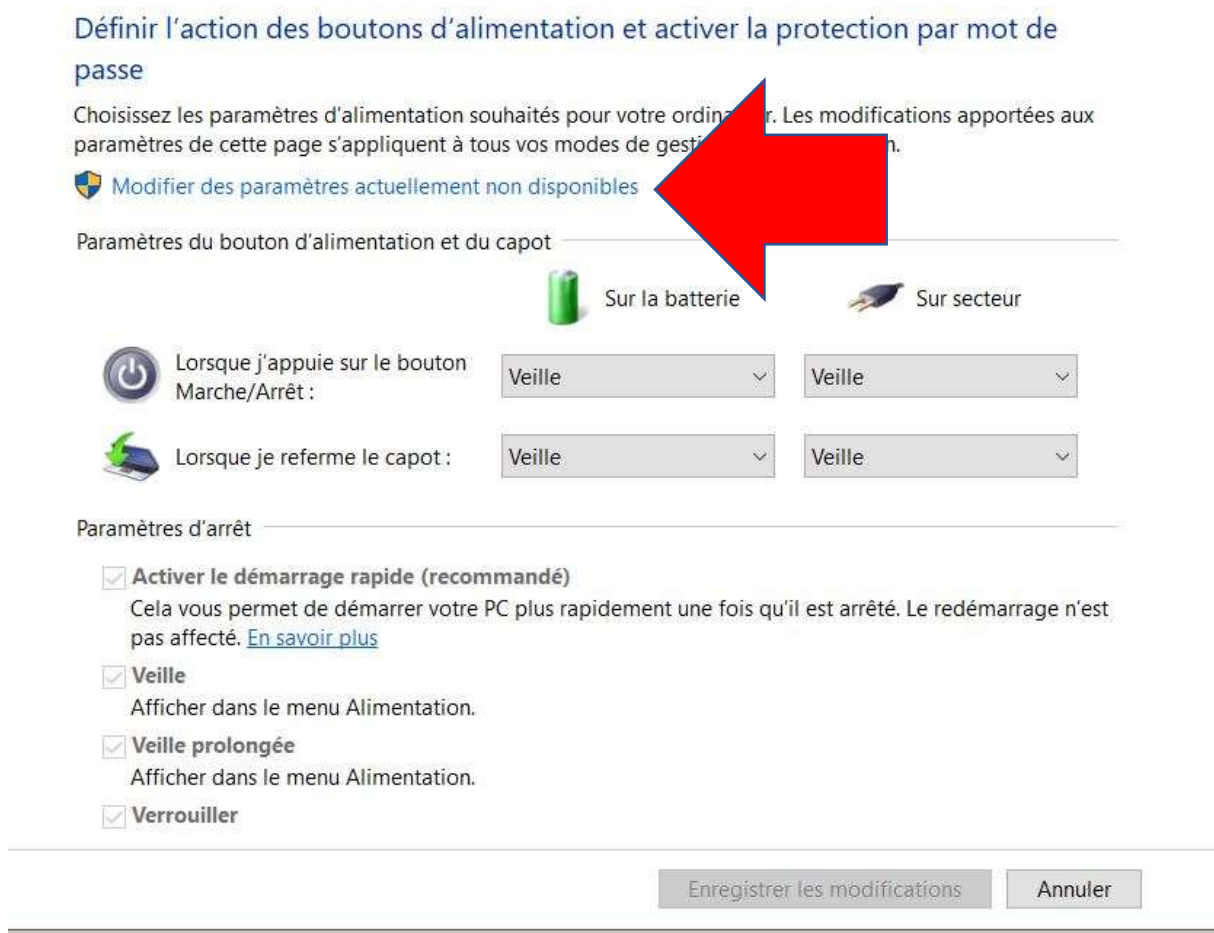 Définir l'action des boutons d'alimentation et activer la protection par mot de
passe
Choisissez les paramètres d'alimentation souhaités pour votre Les modifications apportées aux
paramètres de cette page s'appliquent à tous vos modes de
Modifier des paramètres actuellement non disponibles
Paramètres du bouton d'alimentation et du capot
Sur la batterie Sur secteur
Lorsque j'appuie sur le bouton
Marche/Arrêt : Veille Veille
Lorsque je referme le capot : Veille Veille
Paramètres d'arrêt
Activer le démarrage rapide (recommandé)
Cela vous permet de démarrer votre PC plus rapidement une fois qu'il est arrêté. Le redémarrage n'est
pas affecté. En savoir plus
Veille
Afficher dans le menu Alimentation.
Veille prolongée
Afficher dans le menu Alimentation.
Verrouiller
Enregistrer les modifications Annuler